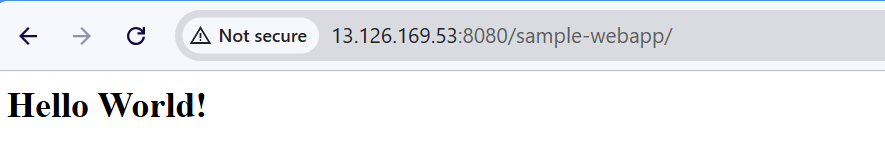 Not secure 13.126.169.53:8080/sample-webapp/
Hello World!